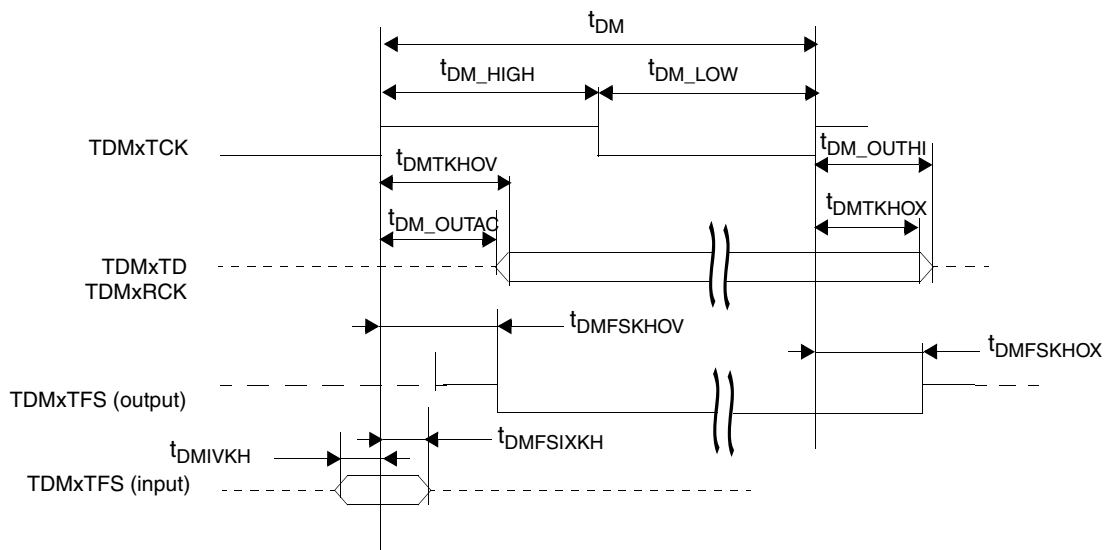 tDM
tDM_HIGH
tDM_LOW
TDMxTCK
tDM_OUTHI
tDMTKHOV
tDMTKHOX
tDM_OUTAC
TDMxTD
TDMxRCK
tDMFSKHOV
tDMFSKHOX
TDMxTFS (output)
tDMIVKH
tDMFSIXKH
TDMxTFS (input)